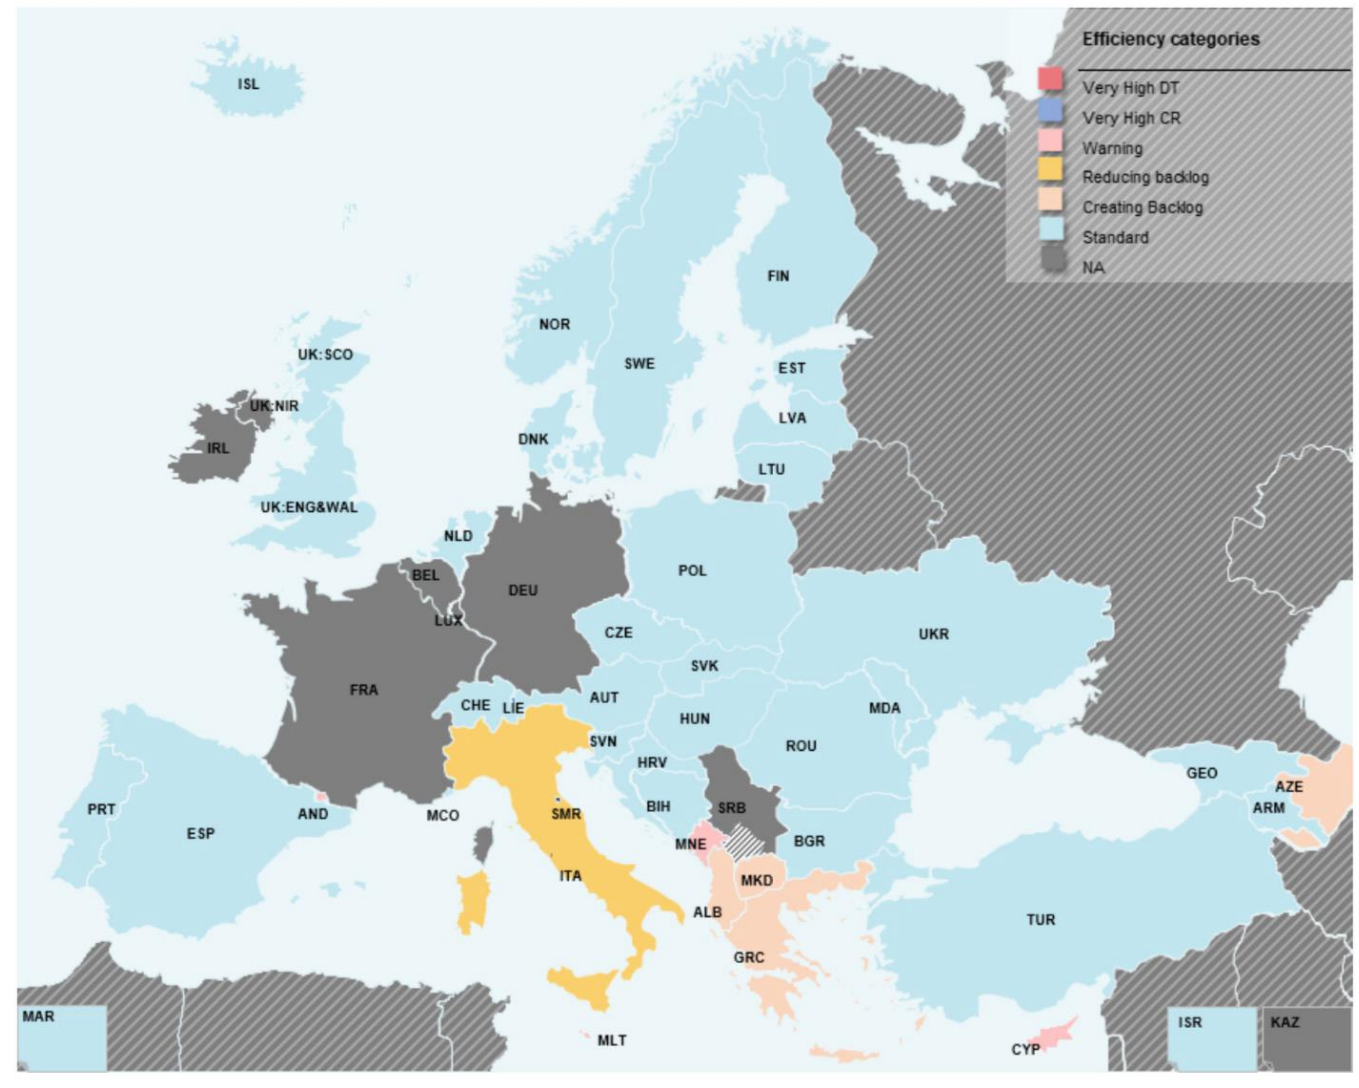 Efficiency categories
Very High DT
Very High CR
Warning
Reducing backlog
Creating Backlog
Standard
NA
ISL
FIN
NOR
UK:SCO
SWE
EST
UK:NIR
LVA
DNK
IRL
LTU
UK:ENG&WAL
NLD
POL
BEL
DEU
LUX
CZE
UKR
SVK
FRA
AUT
CHE
LIE
MDA
HUN
SVN
ROU
HRV
GEO
AZE
BIH
SRB
ARM
PRT
AND
MCO
SMR
ESP
BGR
MNE
ITA
MKD
ALB
TUR
GRC
MAR
ISR
KAZ
MLT
CYP